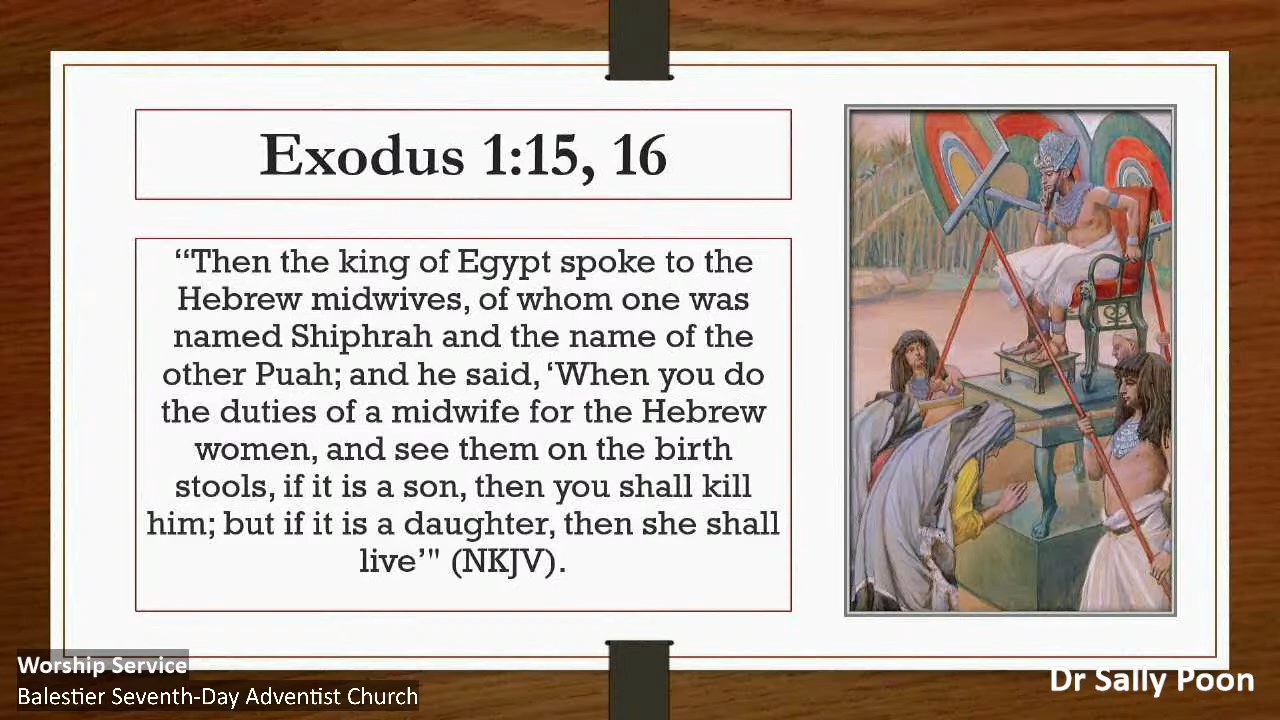 Exodus 1:15, 16
“Then the king of Egypt spoke to the
Hebrew midwives, of whom one was
named Shiphrah and the name of the
other Puah; and he said, ‘When you do
the duties of a midwife for the Hebrew
women, and see them on the birth
stools, if it is a son, then you shall kill
him; but if it is a daughter, then she shall
live’" (NKJV).
Worship Service
Balestier Seventh-Day Adventist Church
Dr Sally Poon